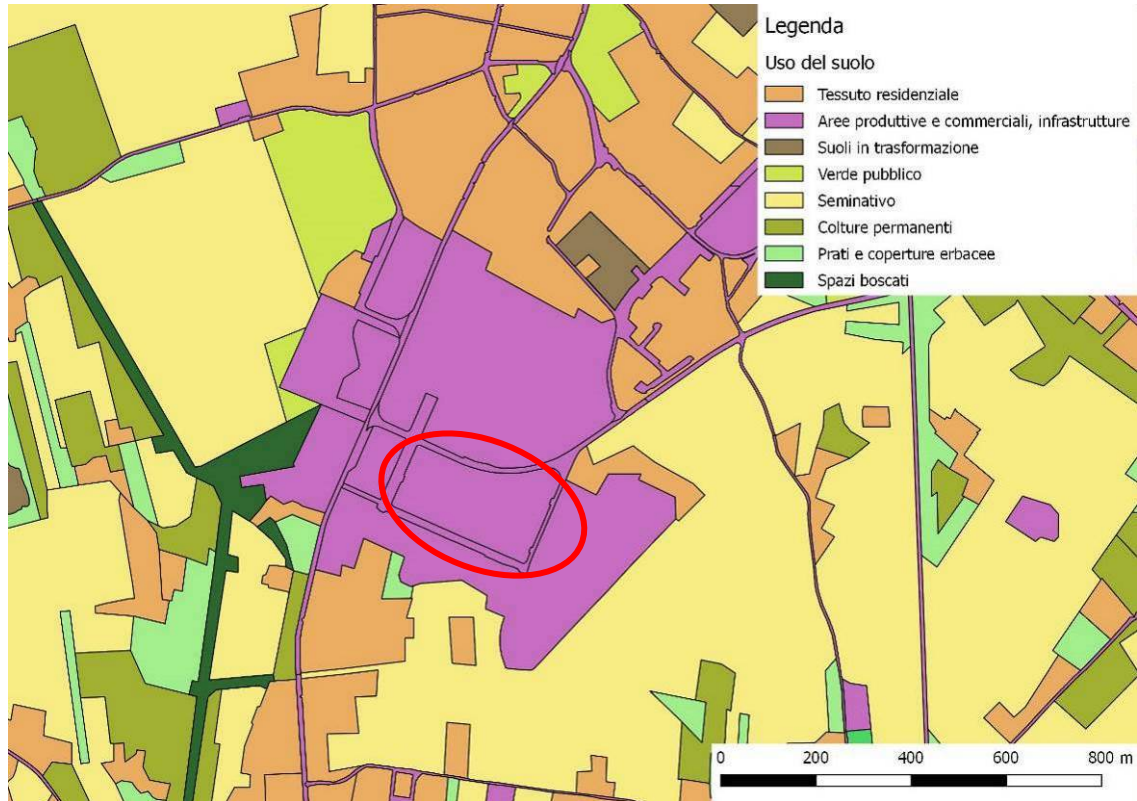 Legenda
Uso del suolo
Tessuto residenziale
Aree produttive e commerciali, infrastrutture
Suoli in trasformazione
Verde pubblico
Seminativo
Colture permanenti
Prati e coperture erbacee
Spazi boscati
0 200 400 600 800 m